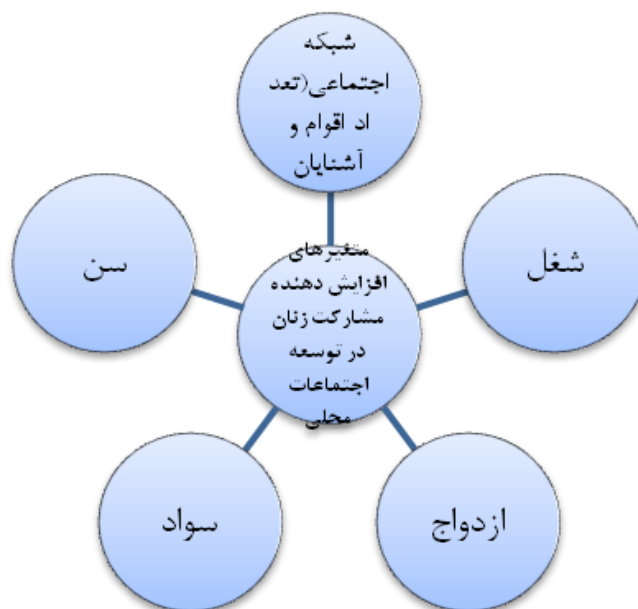 شبکه
اجتماعی(تعد
اد اقوام و
آشنایان
شغل
ازدواج
سواد
سن
متغیرهای
افزایش دهنده
مشارکت زنان
در توسعه
اجتماعات
محلی